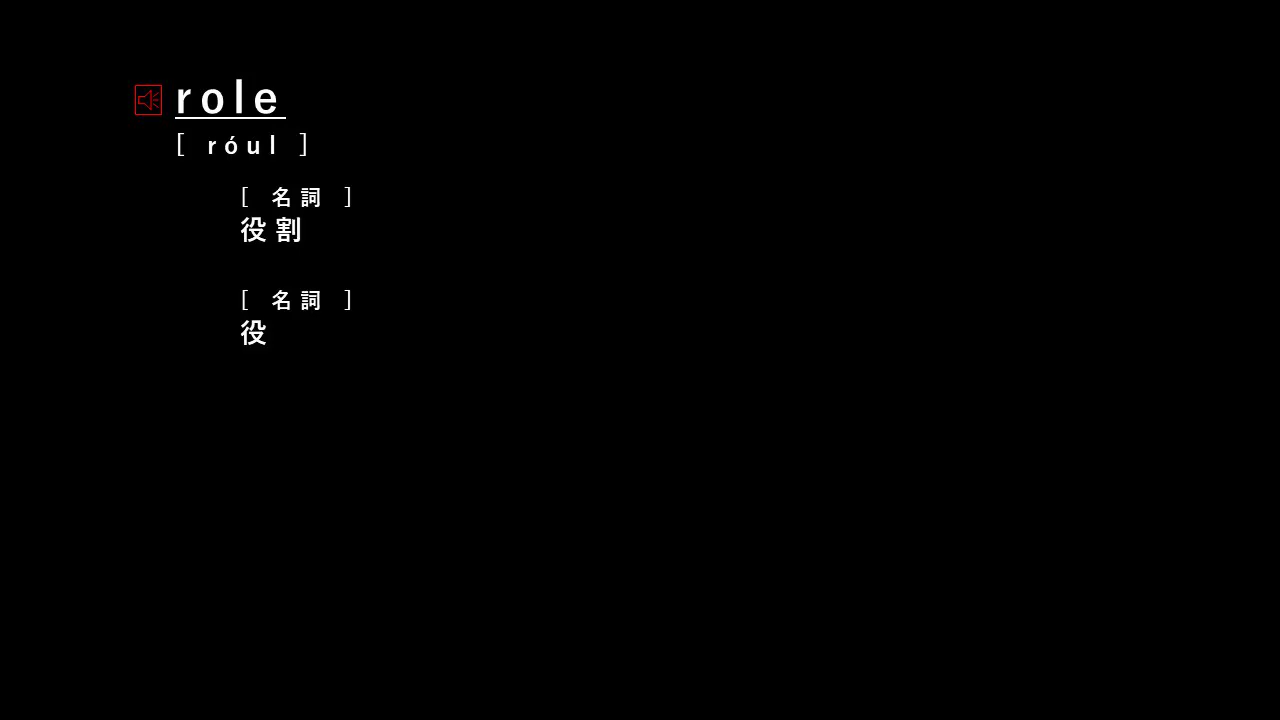 role
[ róul ]
[ 名詞 ]
役割
[ 名詞 ]
役